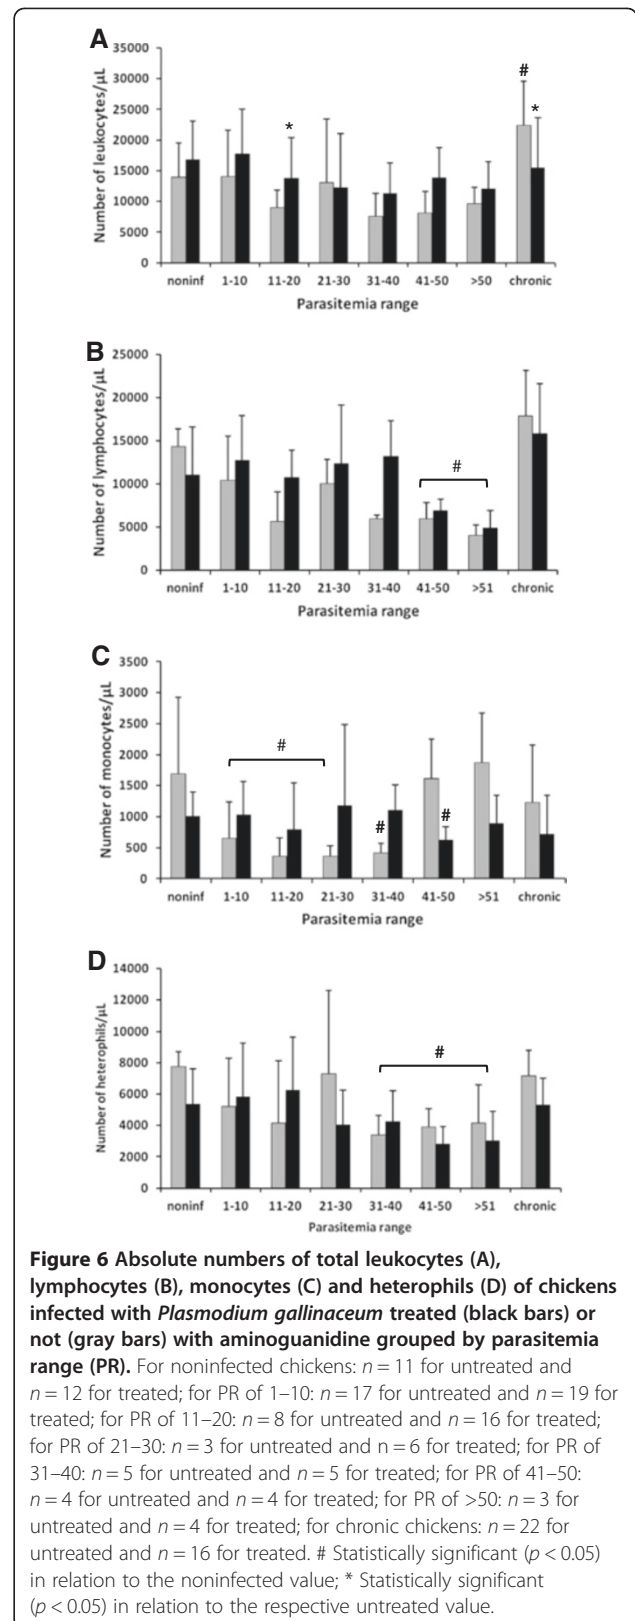 A
Number of leukocytes/µL
35000
30000
25000
20000
15000
10000
5000
0
*
#
*
noninf 1-10 11-20 21-30 31-40 41-50 >50 chronic
Parasitemia range
B
Number of lymphocytes/µL
25000
20000
15000
10000
5000
0
#
noninf 1-10 11-20 21-30 31-40 41-50 >51 chronic
Parasitemia range
C
Number of monocytes/µL
3500
3000
2500
2000
1500
1000
500
0
#
#
#
noninf 1-10 11-20 21-30 31-40 41-50 >51 chronic
Parasitemia range
D
Number of heterophils/µL
14000
12000
10000
8000
6000
4000
2000
0
#
noninf 1-10 11-20 21-30 31-40 41-50 >51 chronic
Parasitemia range
Figure 6 Absolute numbers of total leukocytes (A),
lymphocytes (B), monocytes (C) and heterophils (D) of chickens
infected with Plasmodium gallinaceum treated (black bars) or
not (gray bars) with aminoguanidine grouped by parasitemia
range (PR). For noninfected chickens: n = 11 for untreated and
n = 12 for treated; for PR of 1–10: n = 17 for untreated and n = 19 for
treated; for PR of 11–20: n = 8 for untreated and n = 16 for treated;
for PR of 21–30: n = 3 for untreated and n = 6 for treated; for PR of
31–40: n = 5 for untreated and n = 5 for treated; for PR of 41–50:
n = 4 for untreated and n = 4 for treated; for PR of >50: n = 3 for
untreated and n = 4 for treated; for chronic chickens: n = 22 for
untreated and n = 16 for treated. # Statistically significant (p < 0.05)
in relation to the noninfected value; * Statistically significant
(p < 0.05) in relation to the respective untreated value.